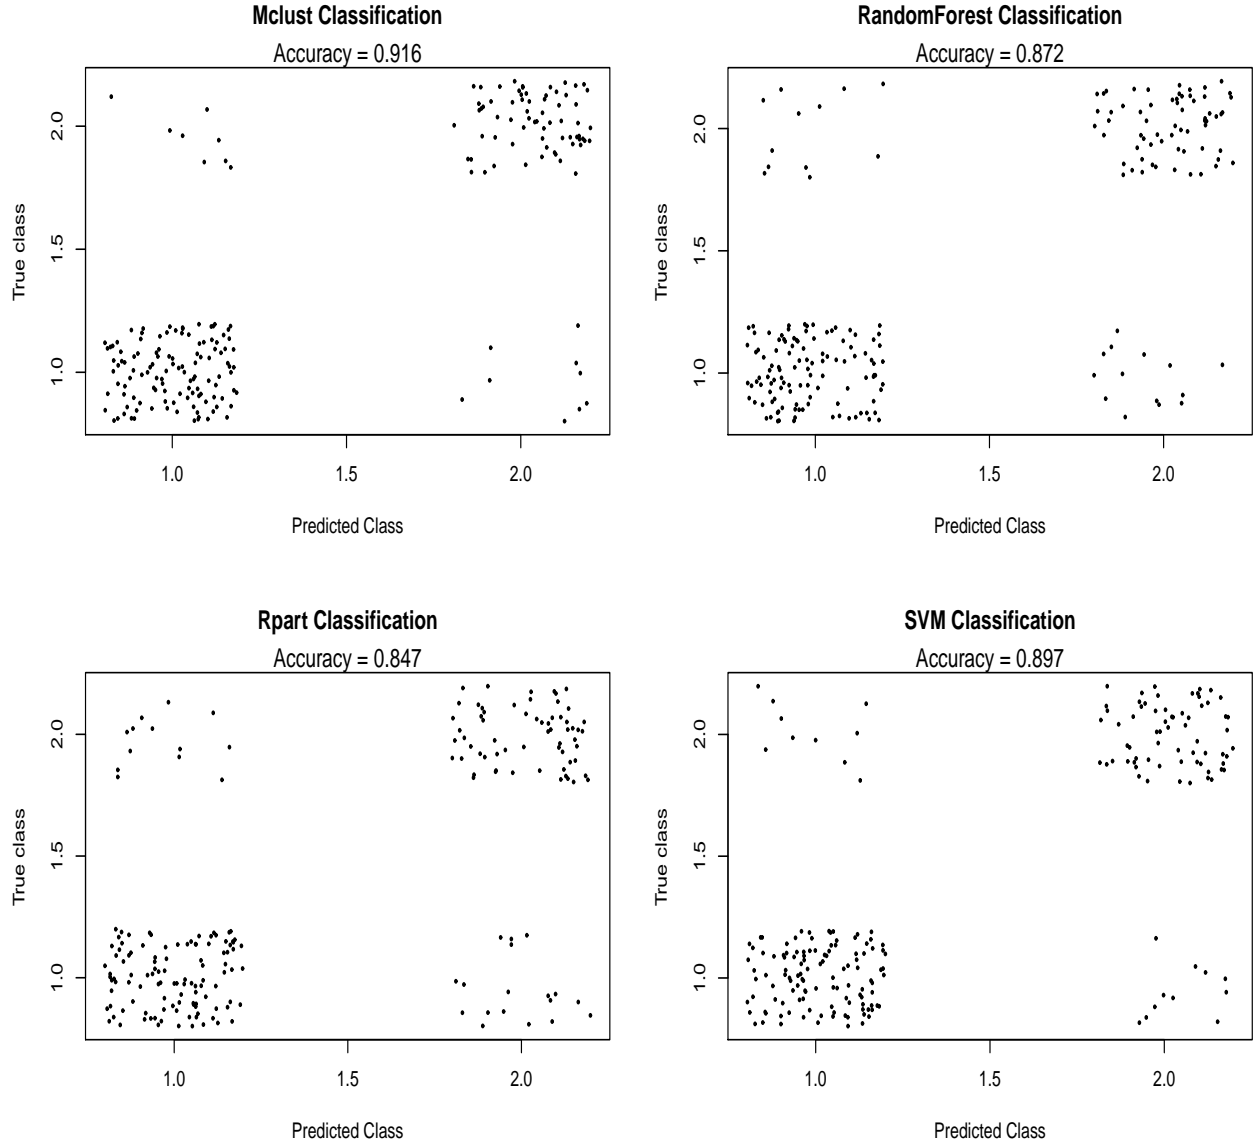 Mclust Classification
Accuracy = 0.916
2.0
1.5
1.0
True class
1.0 1.5 2.0
Predicted Class
RandomForest Classification
Accuracy = 0.872
2.0
1.5
1.0
True class
1.0 1.5 2.0
Predicted Class
Rpart Classification
Accuracy = 0.847
2.0
1.5
1.0
True class
1.0 1.5 2.0
Predicted Class
SVM Classification
Accuracy = 0.897
2.0
1.5
1.0
True class
1.0 1.5 2.0
Predicted Class